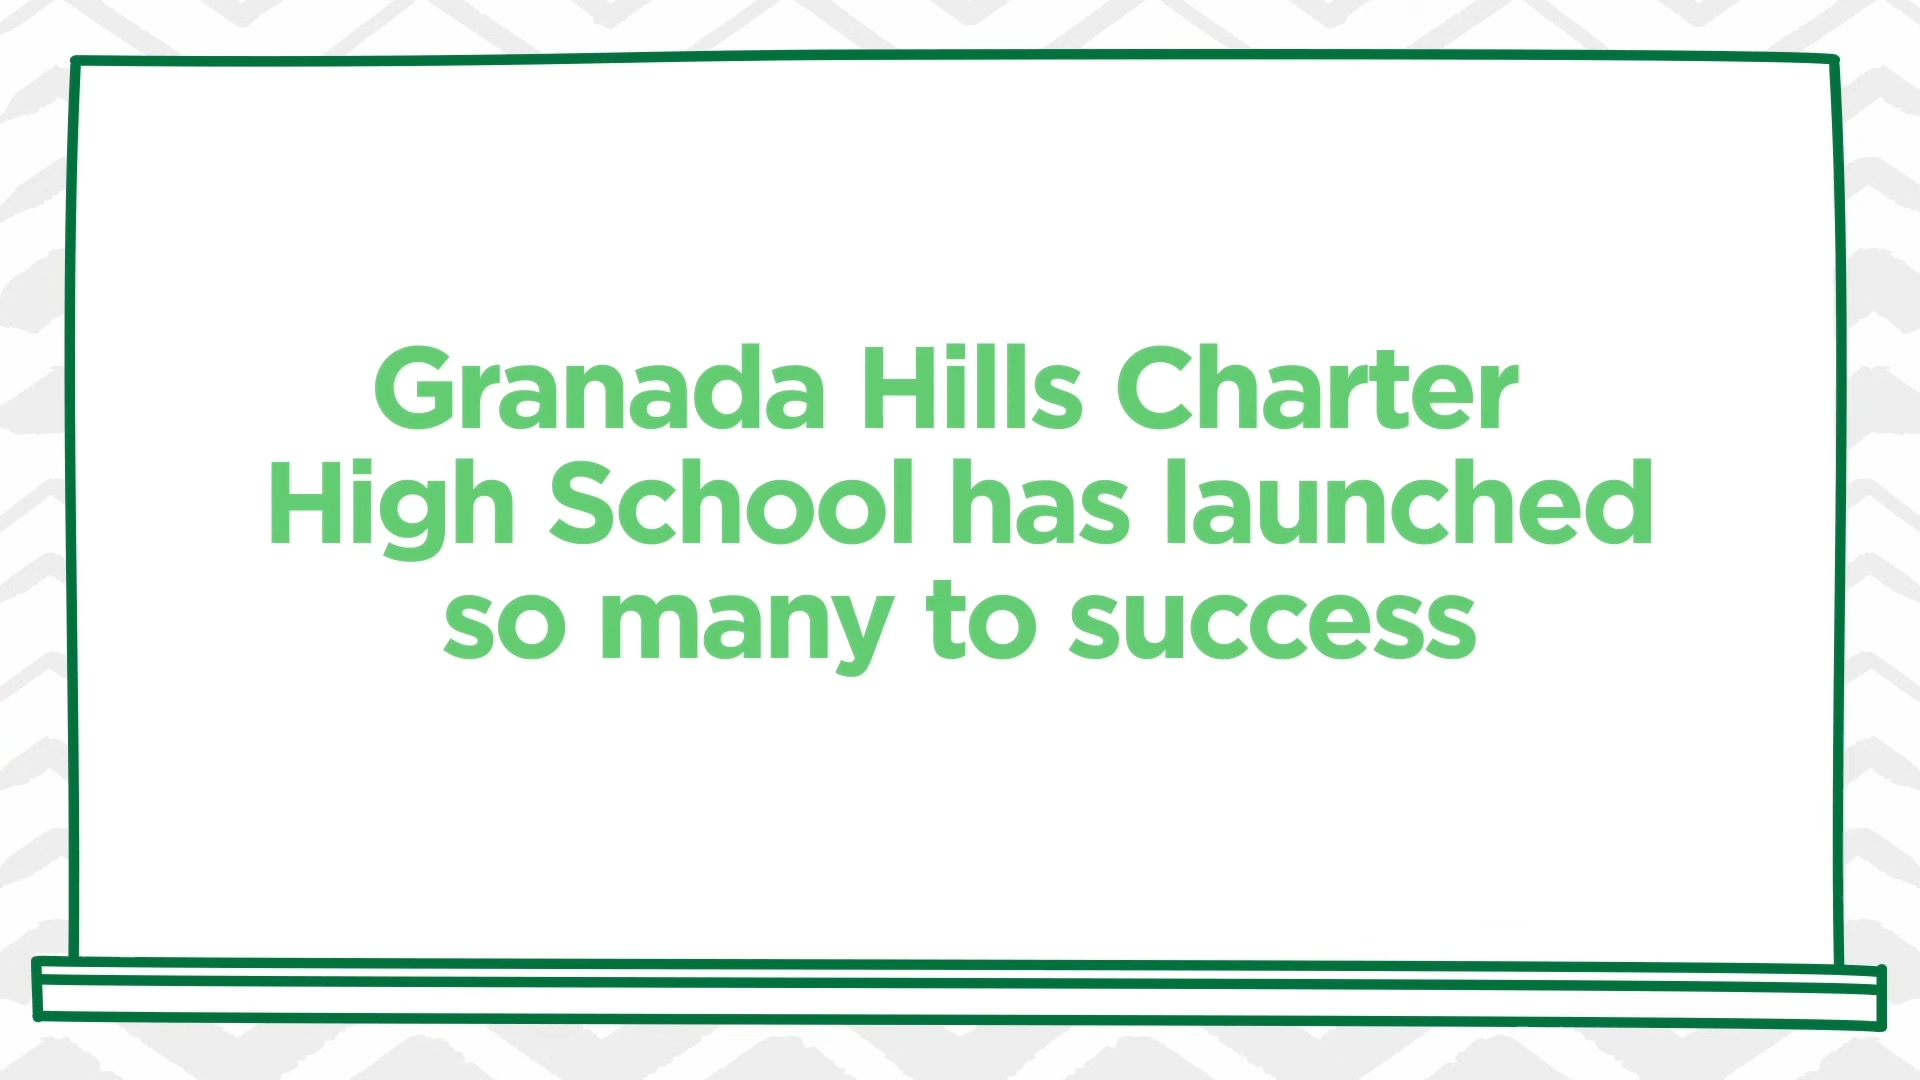 Granada Hills Charter
High School has launched
so many to success